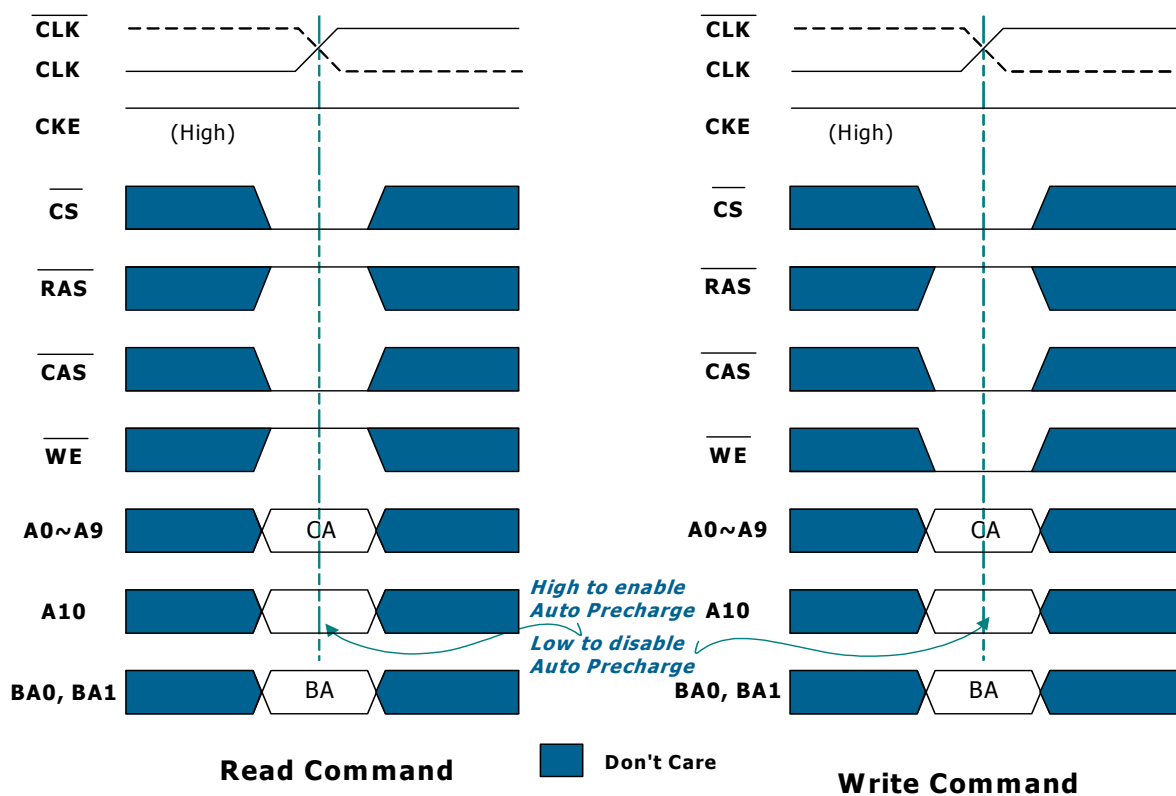 CLK
CLK
CKE
(High)
CS
RAS
CAS
WE
A0~A9
CA
A10
BA0, BA1
BA
Read Command
High to enable
Auto Precharge
Low to disable
Auto Precharge
Don't Care
CLK
CLK
CKE
(High)
CS
RAS
CAS
WE
A0~A9
CA
A10
BA0, BA1
BA
Write Command